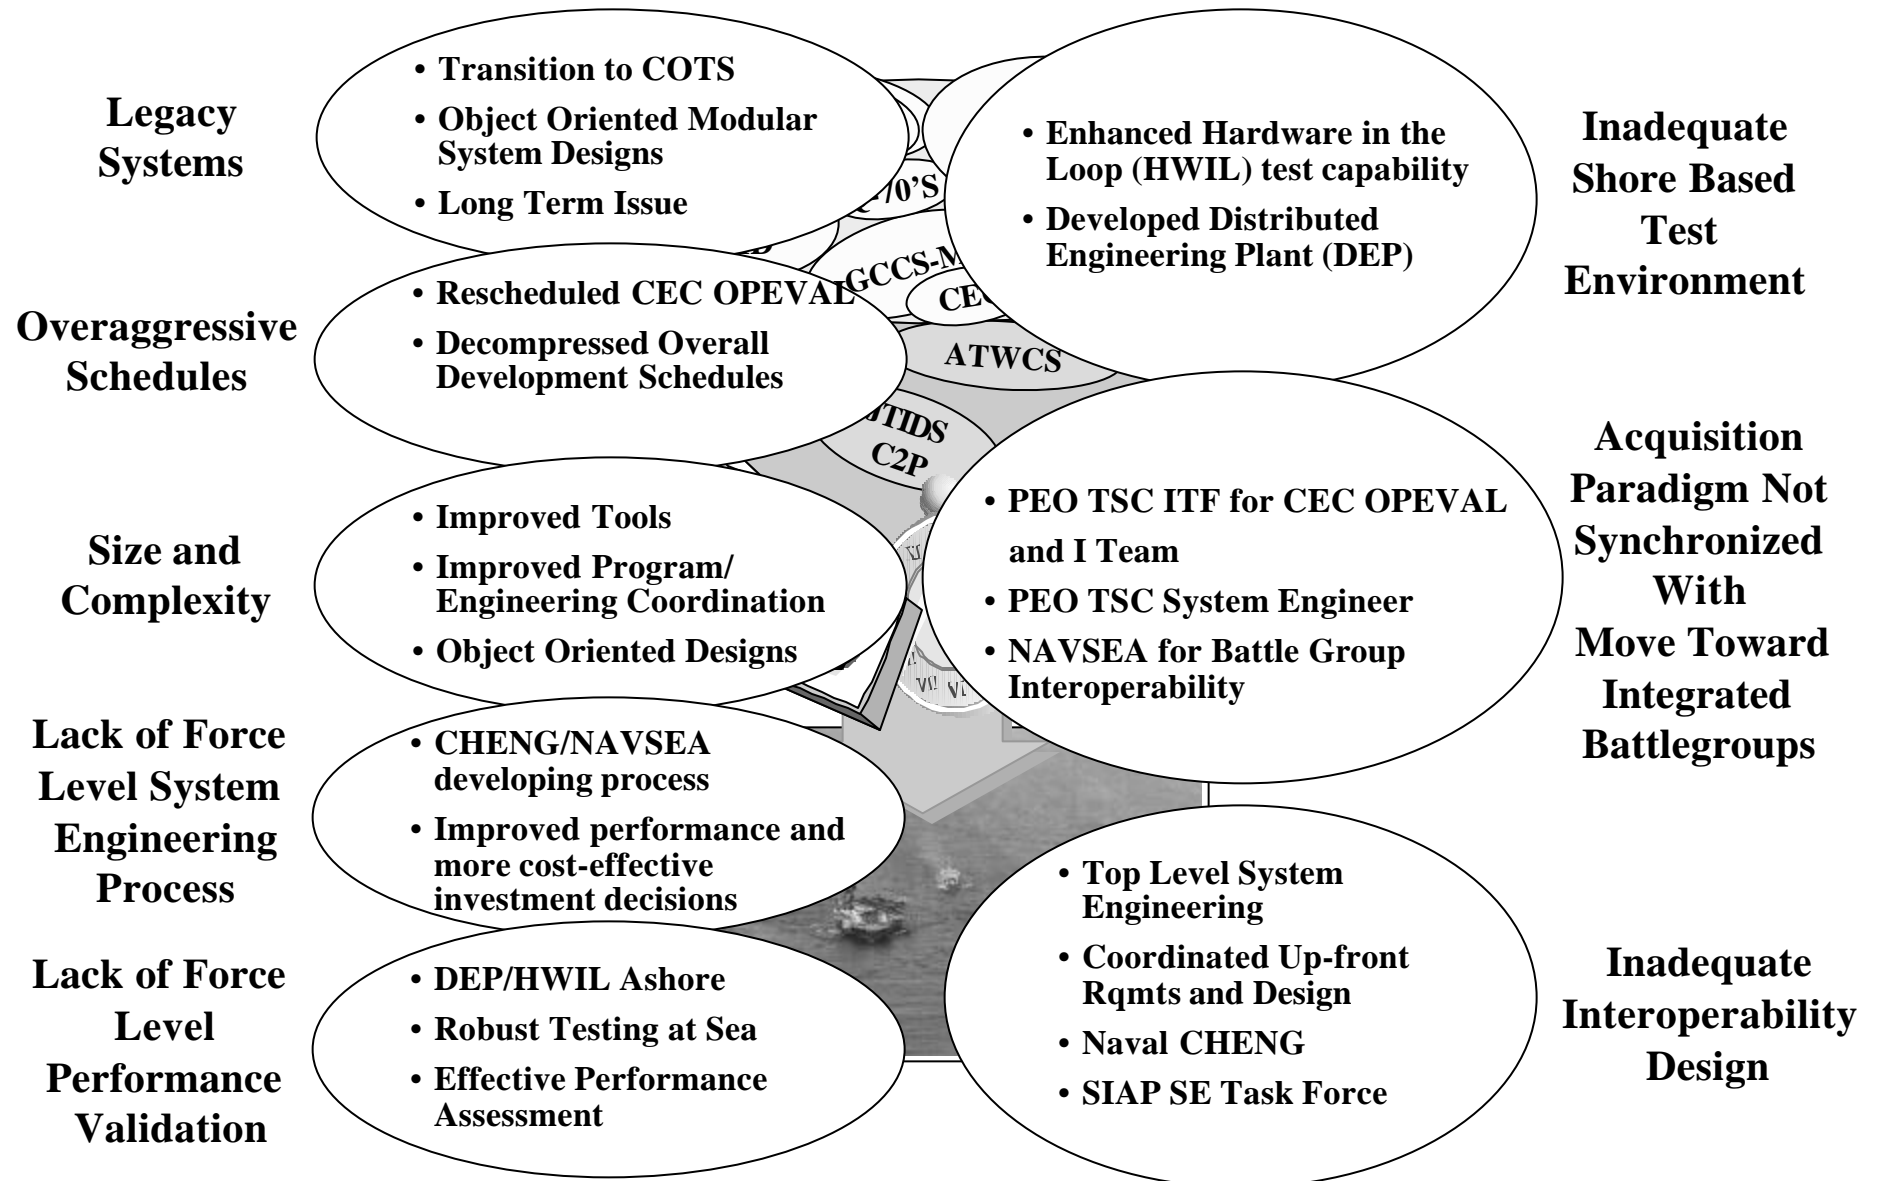 Legacy
Systems
• Transition to COTS
• Object Oriented Modular
System Designs
• Long Term Issue
Overaggressive
Schedules
• Rescheduled CEC OPEVAL
• Decompressed Overall
Development Schedules
Size and
Complexity
• Improved Tools
• Improved Program/
Engineering Coordination
• Object Oriented Designs
Lack of Force
Level System
Engineering
Process
• CHENG/NAVSEA
developing process
• Improved performance and
more cost-effective
investment decisions
Lack of Force
Level
Performance
Validation
• DEP/HWIL Ashore
• Robust Testing at Sea
• Effective Performance
Assessment
-70'S
GCCS-M
ATWCS
JTIDS
C2P
• Enhanced Hardware in the
Loop (HWIL) test capability
• Developed Distributed
Engineering Plant (DEP)
Inadequate
Shore Based
Test
Environment
• PEO TSC ITF for CEC OPEVAL
and I Team
• PEO TSC System Engineer
• NAVSEA for Battle Group
Interoperability
Acquisition
Paradigm Not
Synchronized
With
Move Toward
Integrated
Battlegroups
• Top Level System
Engineering
• Coordinated Up-front
Rqmts and Design
• Naval CHENG
• SIAP SE Task Force
Inadequate
Interoperability
Design